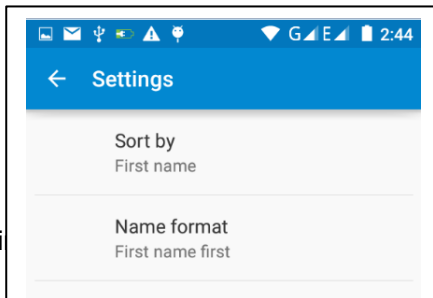 G E 2:44
Settings
Sort by
First name
Name format
First name first